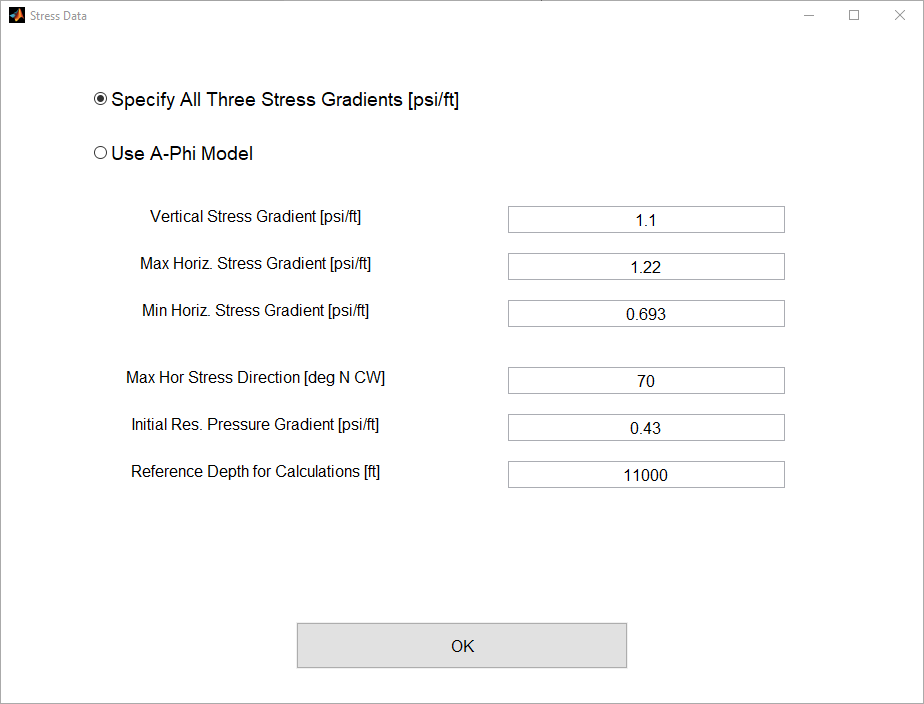 Stress Data
Specify All Three Stress Gradients [psi/ft]
Use A-Phi Model
Vertical Stress Gradient [psi/ft] 1.1
Max Horiz. Stress Gradient [psi/ft] 1.22
Min Horiz. Stress Gradient [psi/ft] 0.693
Max Hor Stress Direction [deg N CW] 70
Initial Res. Pressure Gradient [psi/ft] 0.43
Reference Depth for Calculations [ft] 11000
OK